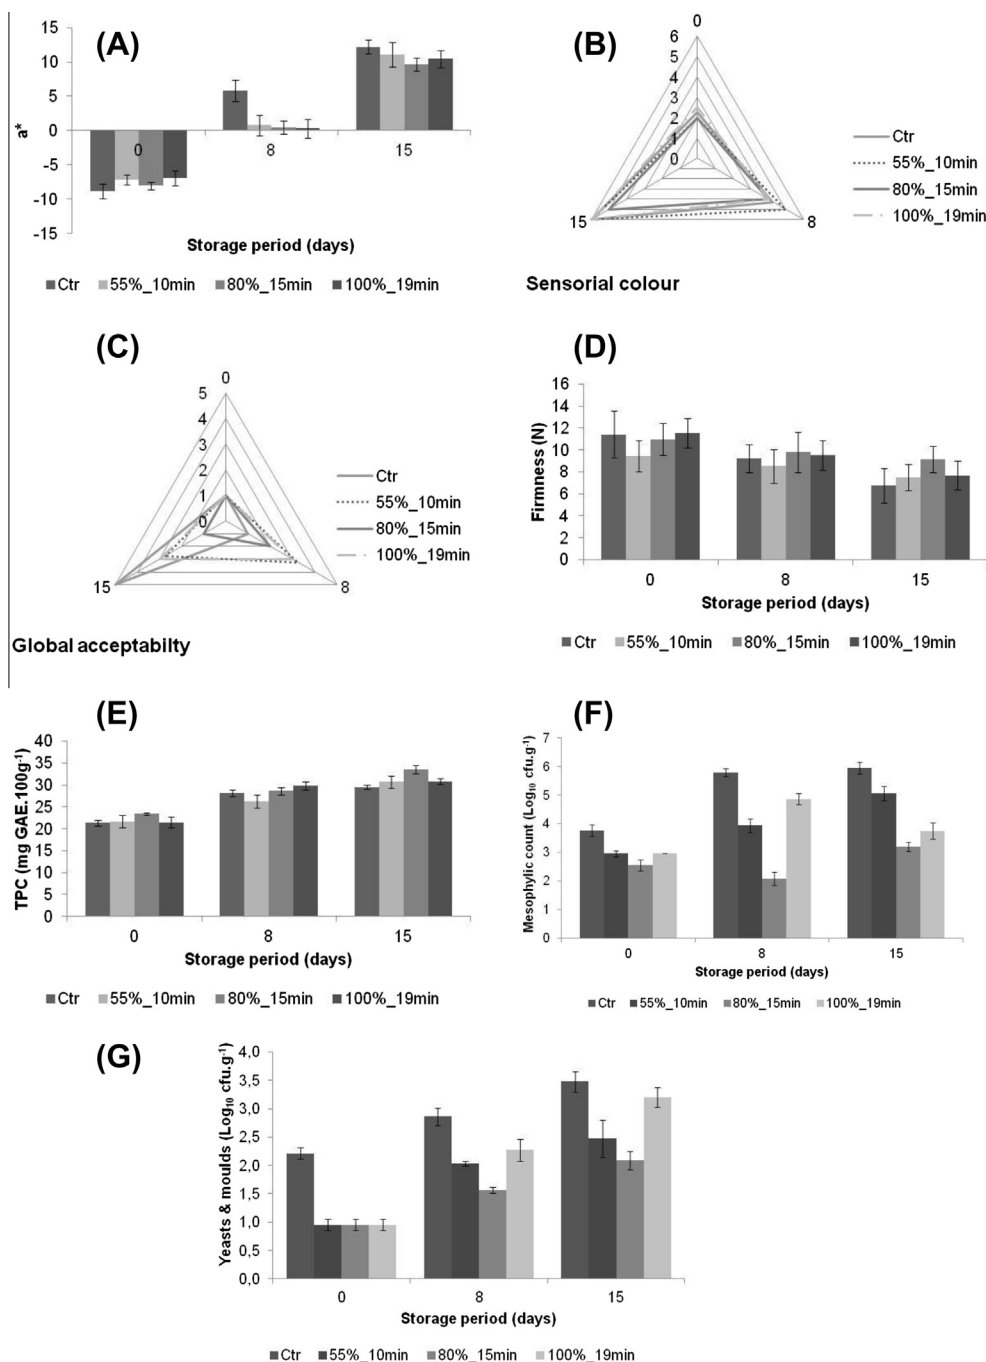 (A)
15
10
5
0
-5
-10
-15
a*
0
8
15
Storage period (days)
Ctr 55%_10min 80%_15min 100%_19min
(B)
0
6
5
4
3
2
1
0
15
8
Ctr
55%_10min
80%_15min
100%_19min
Sensorial colour
(C)
0
5
4
3
2
1
0
15
8
Ctr
55%_10min
80%_15min
100%_19min
Global acceptabilty
(D)
16
14
12
10
8
6
4
2
0
Firmness (N)
0
8
15
Storage period (days)
Ctr 55%_10min 80%_15min 100%_19min
(E)
40
35
30
25
20
15
10
5
0
TPC (mg GAE.100g⁻¹)
0
8
15
Storage period (days)
Ctr 55%_10min 80%_15min 100%_19min
(F)
7
6
5
4
3
2
1
0
Mesophylic count (Log₁₀ cfu.g⁻¹)
0
8
15
Storage period (days)
Ctr 55%_10min 80%_15min 100%_19min
(G)
4,0
3,5
3,0
2,5
2,0
1,5
1,0
0,5
0,0
Yeasts & moulds (Log₁₀ cfu.g⁻¹)
0
8
15
Storage period (days)
Ctr 55%_10min 80%_15min 100%_19min